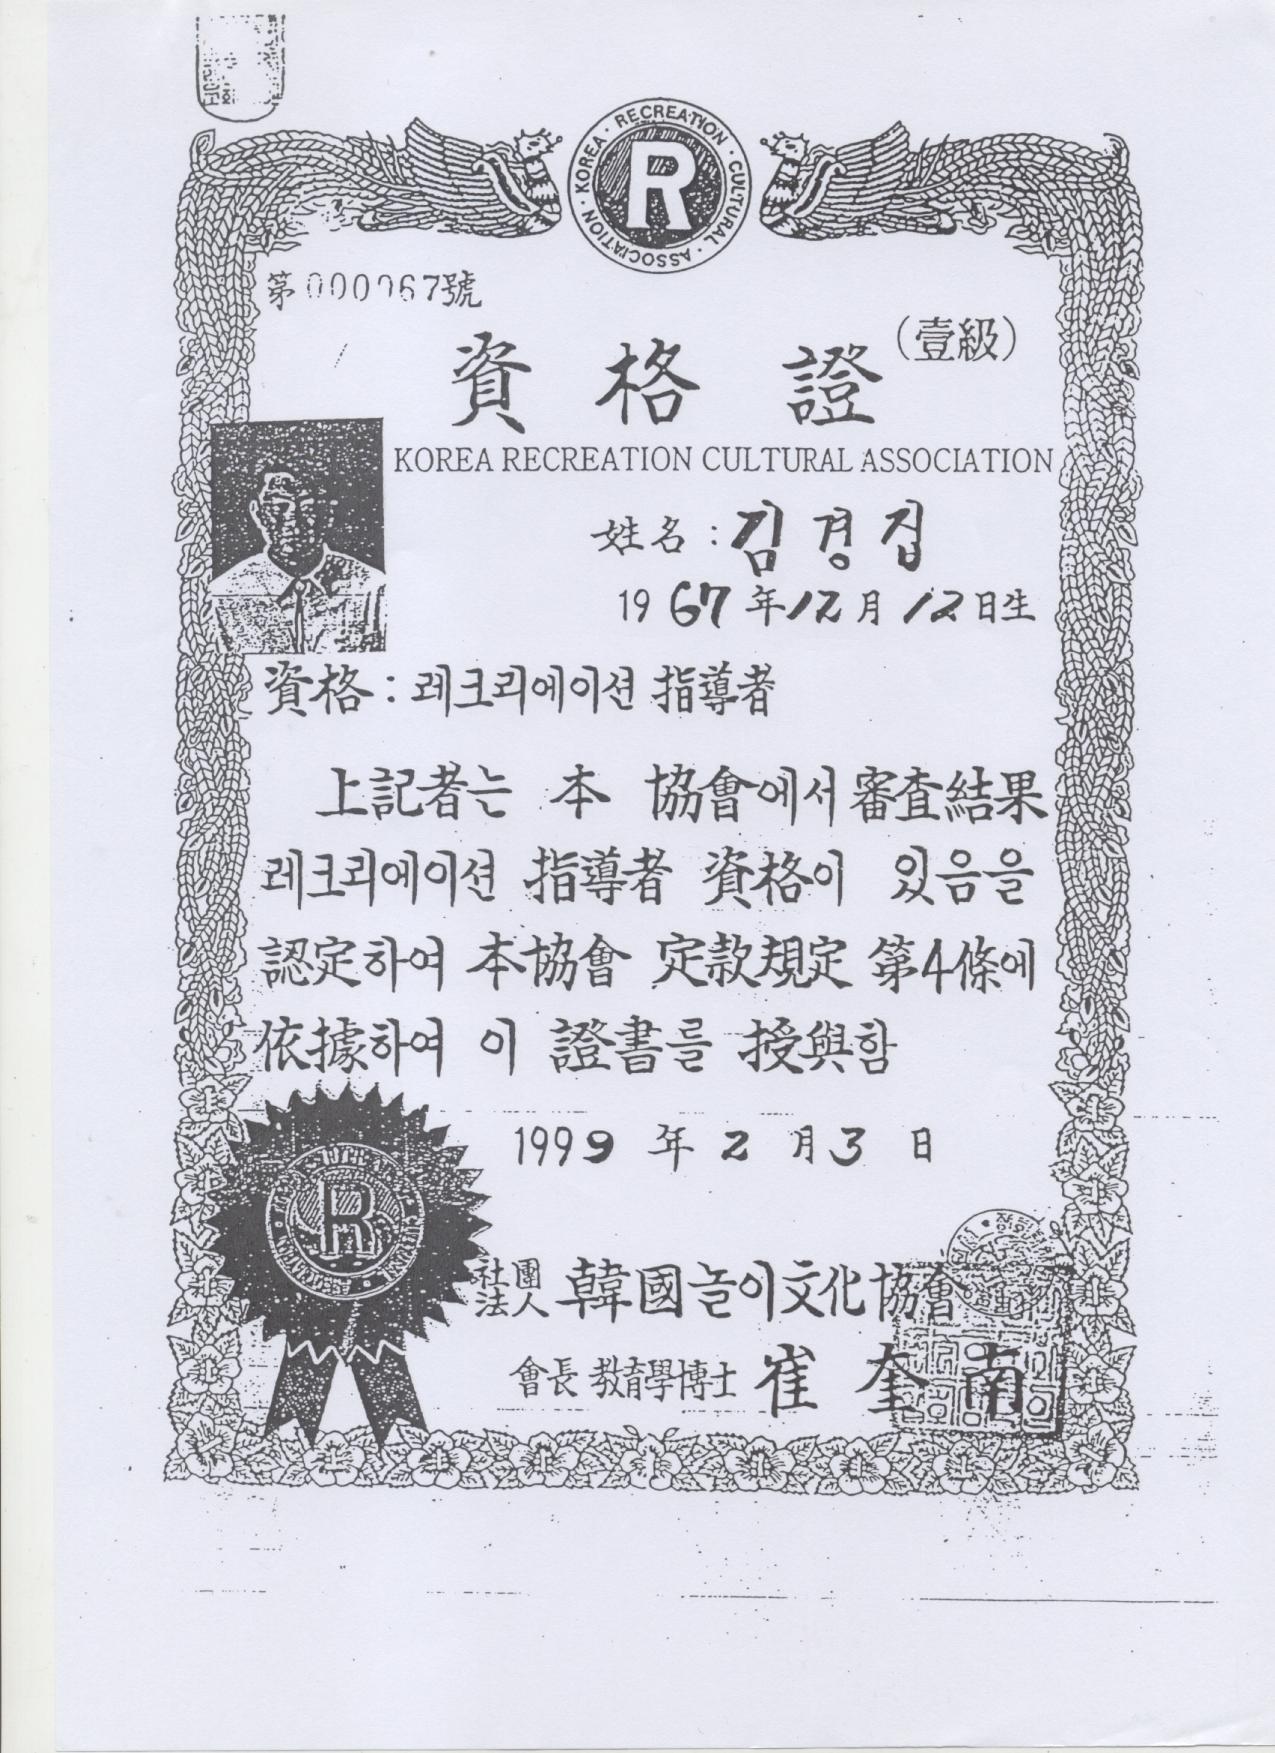 KOREA · RECREATION · CULTURAL · ASSOCIATION ·
R
第000067號
資格證 (壹級)
KOREA RECREATION CULTURAL ASSOCIATION
姓名 : 김경집
1967年12月12日生
資格 : 레크리에이션 指導者
上記者는 本 協會에서 審査結果
레크리에이션 指導者 資格이 있음을
認定하여 本協會 定款規定 第4條에
依據하여 이 證書를 授與함
1999年 2月 3日
R
社團法人 韓國놀이文化協會
會長 敎育學博士 崔奎南